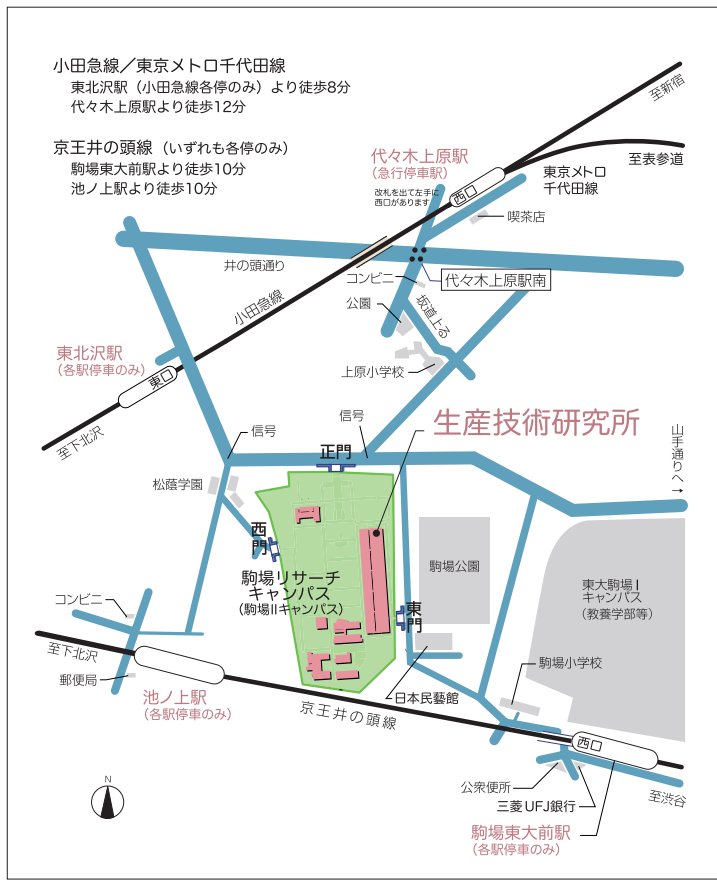 小田急線／東京メトロ千代田線
東北沢駅（小田急線各停のみ）より徒歩8分
代々木上原駅より徒歩12分
京王井の頭線（いずれも各停のみ）
駒場東大前駅より徒歩10分
池ノ上駅より徒歩10分
至新宿
代々木上原駅
（急行停車駅）
改札を出て左手に
西口があります
西口
東京メトロ
千代田線
至表参道
喫茶店
井の頭通り
コンビニ
代々木上原駅南
小田急線
公園
坂道上る
上原小学校
東北沢駅
（各駅停車のみ）
東口
至下北沢
信号
信号
生産技術研究所
山手通りへ→
正門
松蔭学園
西門
駒場リサーチ
キャンパス
（駒場IIキャンパス）
東門
駒場公園
東大駒場I
キャンパス
（教養学部等）
コンビニ
至下北沢
郵便局
池ノ上駅
（各駅停車のみ）
京王井の頭線
日本民藝館
駒場小学校
西口
公衆便所
三菱UFJ銀行
至渋谷
駒場東大前駅
（各駅停車のみ）
N